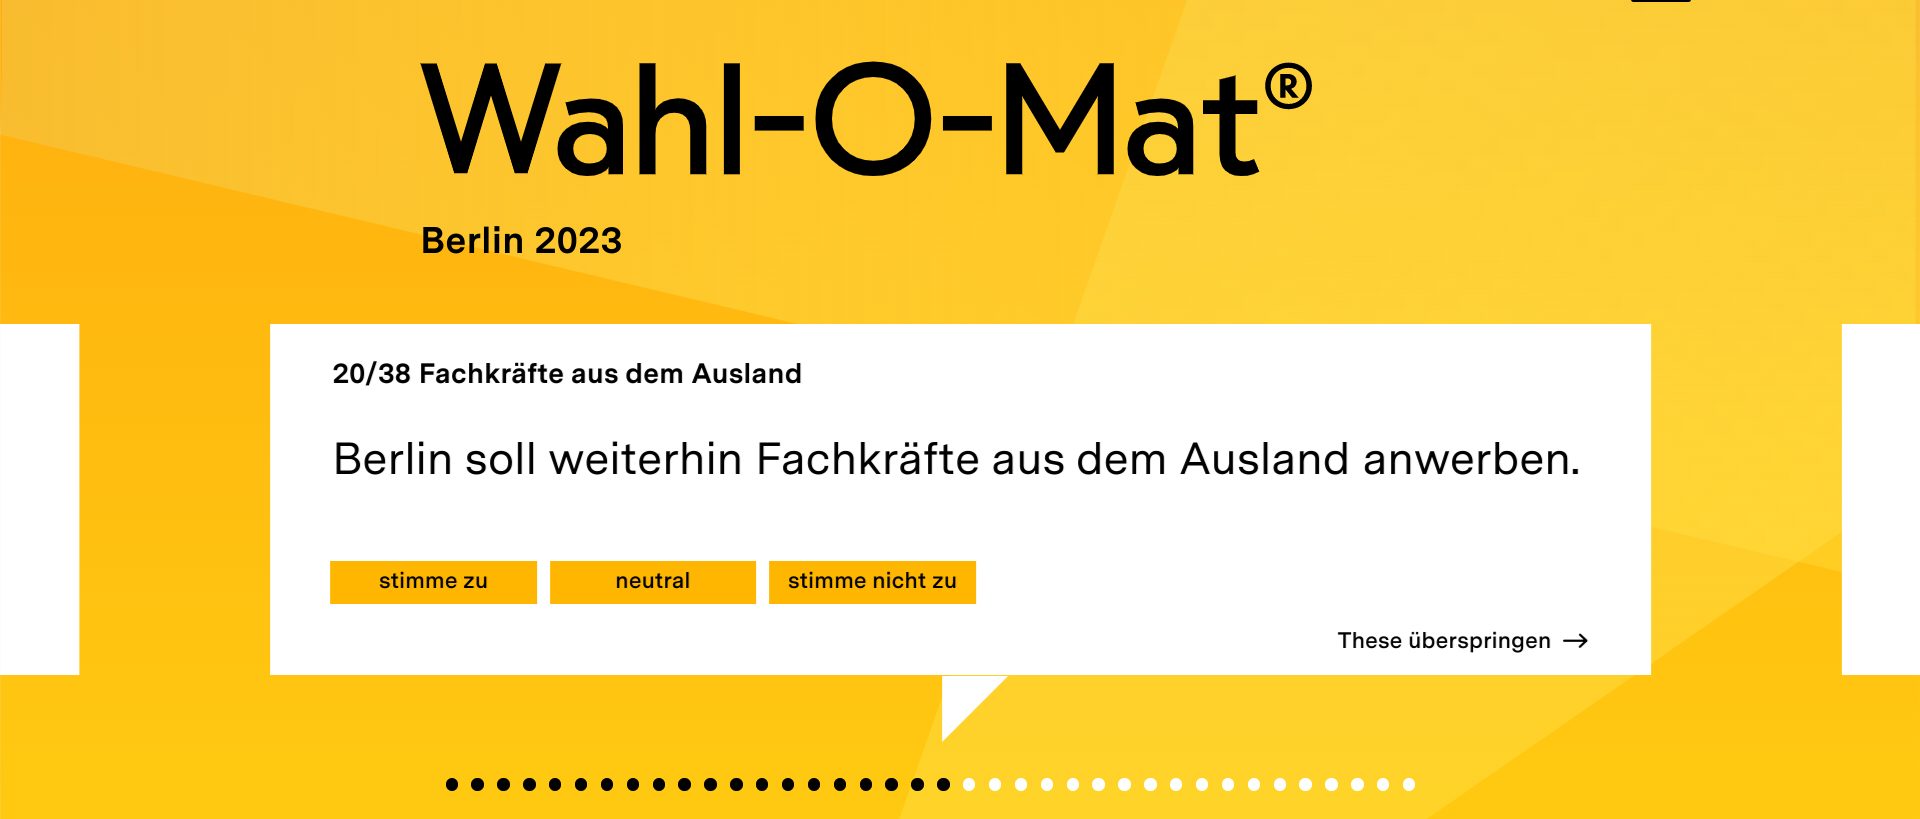 Wahl-O-Mat®
Berlin 2023
20/38 Fachkräfte aus dem Ausland
Berlin soll weiterhin Fachkräfte aus dem Ausland anwerben.
stimme zu
neutral
stimme nicht zu
These überspringen →